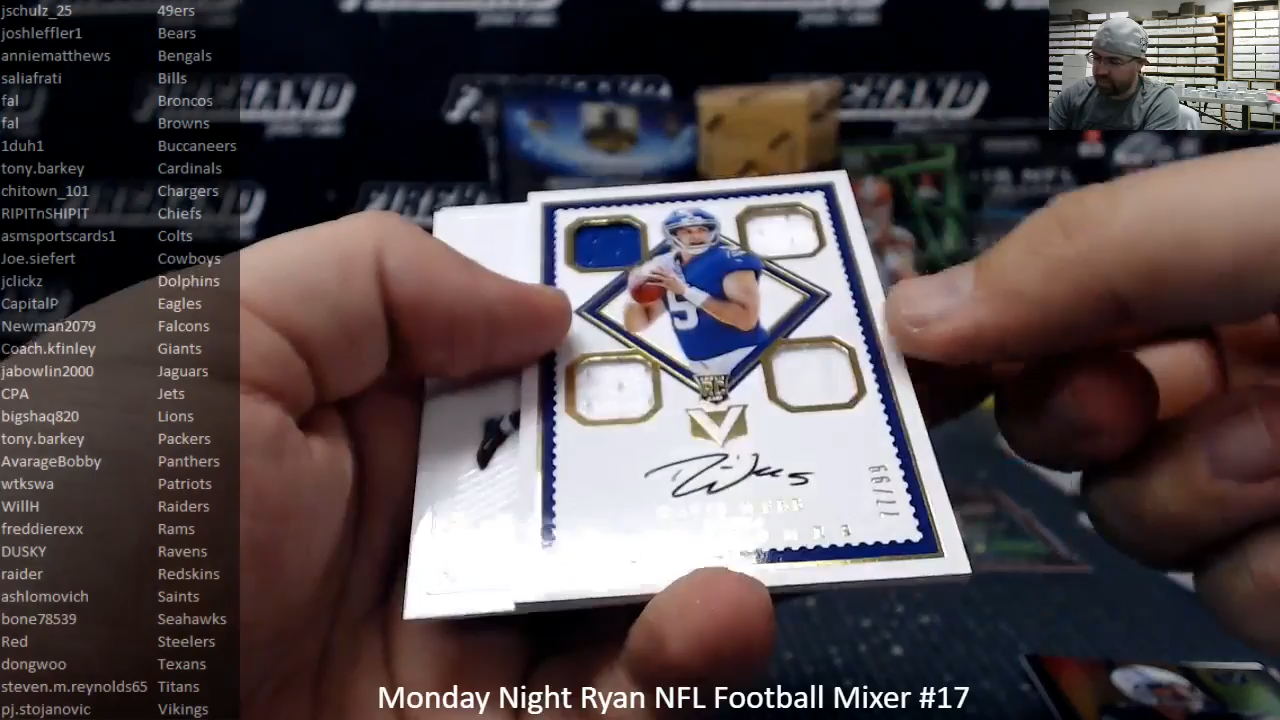 jschulz_25 49ers
joshleffler1 Bears
anniematthews Bengals
saliafrati Bills
fal Broncos
fal Browns
1duh1 Buccaneers
tony.barkey Cardinals
chitown_101 Chargers
RIPITnSHIPIT Chiefs
asmsportscards1 Colts
Joe.siefert Cowboys
jclickz Dolphins
CapitalP Eagles
Newman2079 Falcons
Coach.kfinley Giants
jabowlin2000 Jaguars
CPA Jets
bigshaq820 Lions
tony.barkey Packers
AvarageBobby Panthers
wtkswa Patriots
WillH Raiders
freddierexx Rams
DUSKY Ravens
raider Redskins
ashlomovich Saints
bone78539 Seahawks
Red Steelers
dongwoo Texans
steven.m.reynolds65 Titans
pj.stojanovic Vikings
5
RC
V
77/99
Monday Night Ryan NFL Football Mixer #17